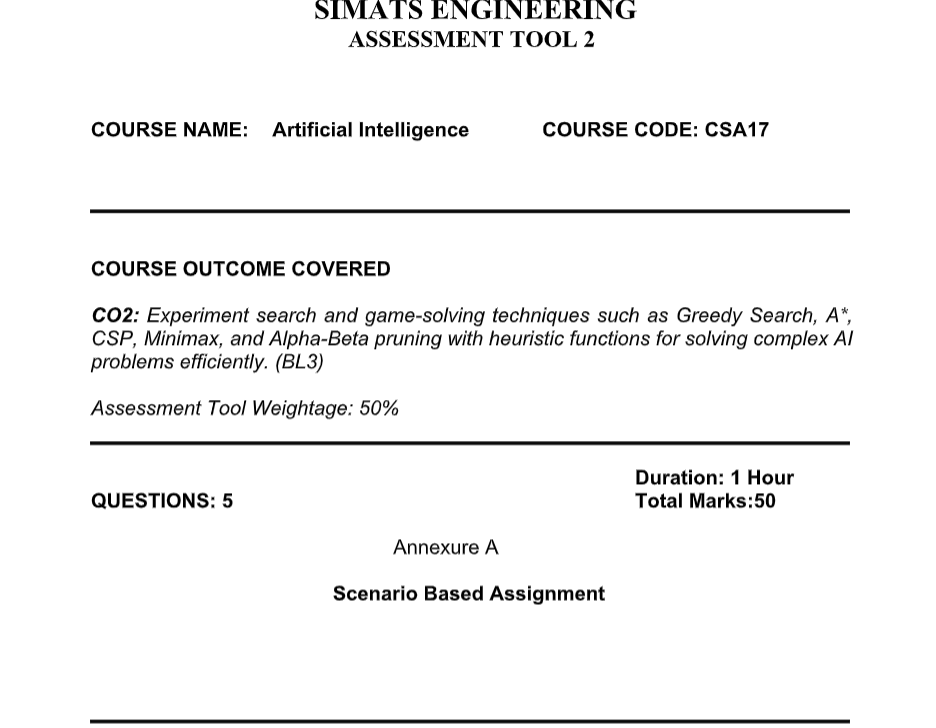 SIMATS ENGINEERING
ASSESSMENT TOOL 2
COURSE NAME: Artificial Intelligence COURSE CODE: CSA17
COURSE OUTCOME COVERED
CO2: Experiment search and game-solving techniques such as Greedy Search, A*,
CSP, Minimax, and Alpha-Beta pruning with heuristic functions for solving complex AI
problems efficiently. (BL3)
Assessment Tool Weightage: 50%
Duration: 1 Hour
QUESTIONS: 5 Total Marks:50
Annexure A
Scenario Based Assignment